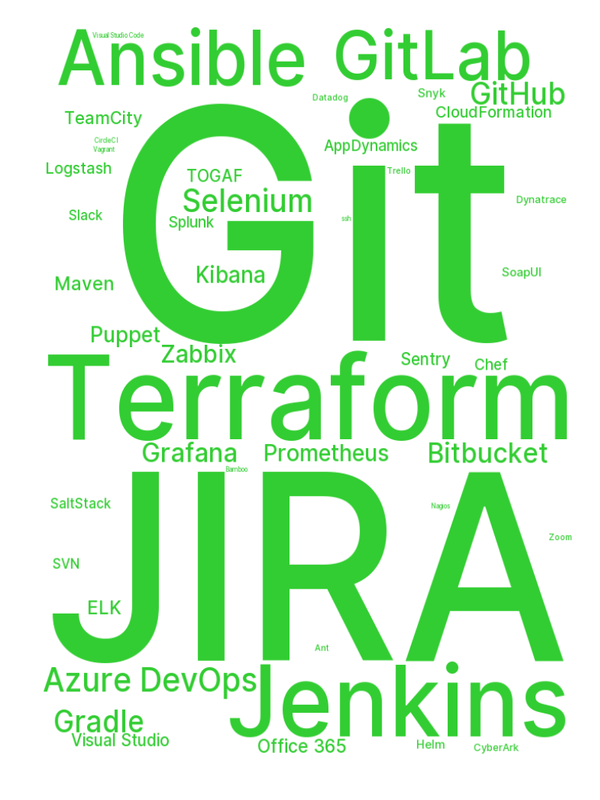 Visual Studio Code
Ansible
GitLab
GitHub
Snyk
Datadog
CloudFormation
TeamCity
Git
AppDynamics
CircleCI
Vagrant
Logstash
TOGAF
Trello
Selenium
Dynatrace
Slack
Splunk
ssh
Kibana
SoapUI
Maven
Puppet
Zabbix
Sentry
Chef
Terraform
Grafana
Prometheus
Bitbucket
Bamboo
JIRA
SaltStack
Nagios
Zoom
SVN
ELK
Ant
Azure DevOps
Jenkins
Gradle
Visual Studio
Office 365
Helm
CyberArk